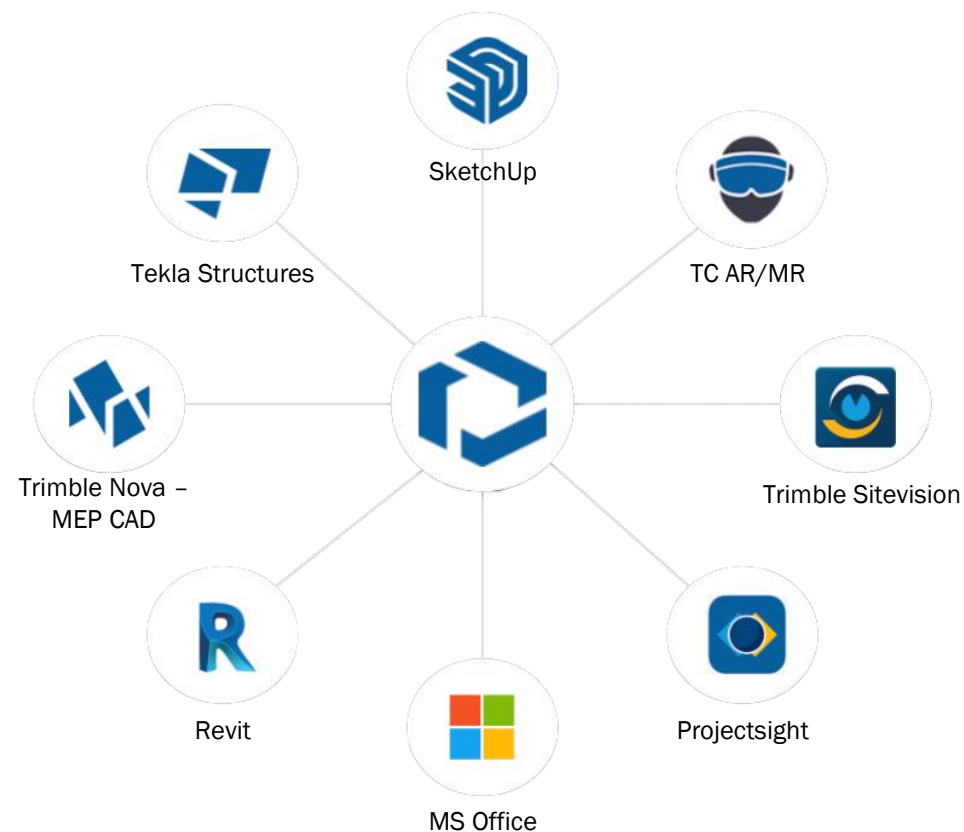 SketchUp
Tekla Structures
TC AR/MR
Trimble Nova –
MEP CAD
Trimble Sitevision
Revit
Projectsight
MS Office